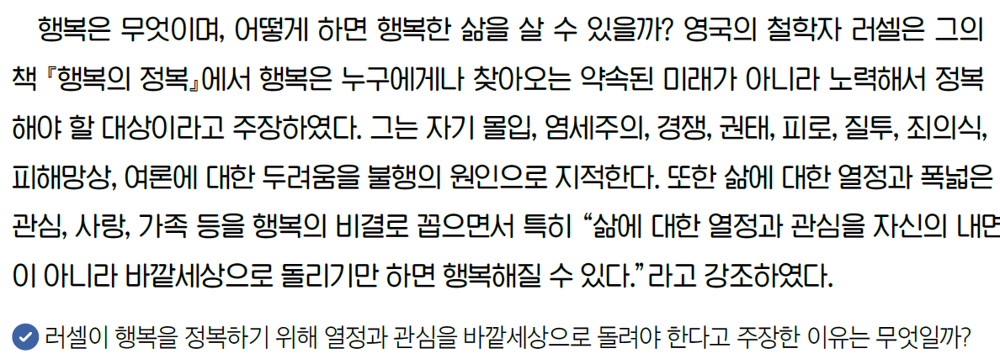 행복은 무엇이며, 어떻게 하면 행복한 삶을 살 수 있을까? 영국의 철학자 러셀은 그의
책 『행복의 정복』에서 행복은 누구에게나 찾아오는 약속된 미래가 아니라 노력해서 정복
해야 할 대상이라고 주장하였다. 그는 자기 몰입, 염세주의, 경쟁, 권태, 피로, 질투, 죄의식,
피해망상, 여론에 대한 두려움을 불행의 원인으로 지적한다. 또한 삶에 대한 열정과 폭넓은
관심, 사랑, 가족 등을 행복의 비결로 꼽으면서 특히 “삶에 대한 열정과 관심을 자신의 내면
이 아니라 바깥세상으로 돌리기만 하면 행복해질 수 있다.”라고 강조하였다.
러셀이 행복을 정복하기 위해 열정과 관심을 바깥세상으로 돌려야 한다고 주장한 이유는 무엇일까?